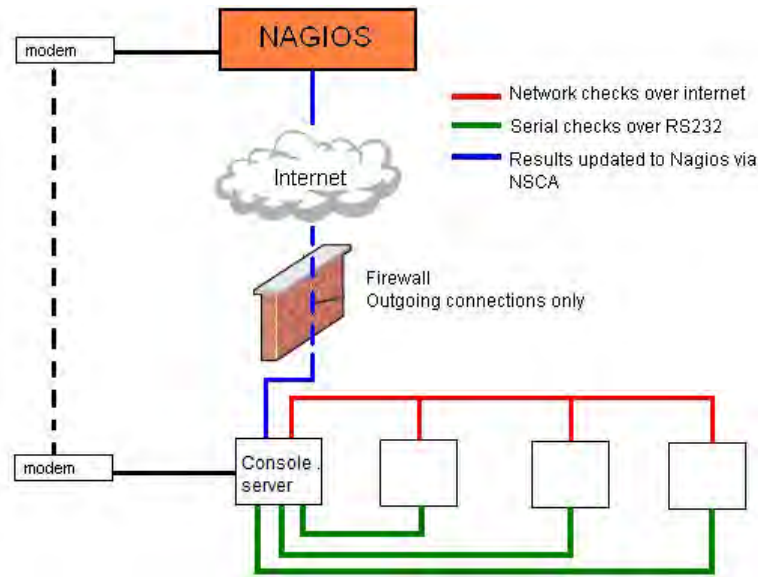 NAGIOS
modem
Network checks over internet
Serial checks over RS232
Results updated to Nagios via
NSCA
Internet
Firewall
Outgoing connections only
modem
Console .
server